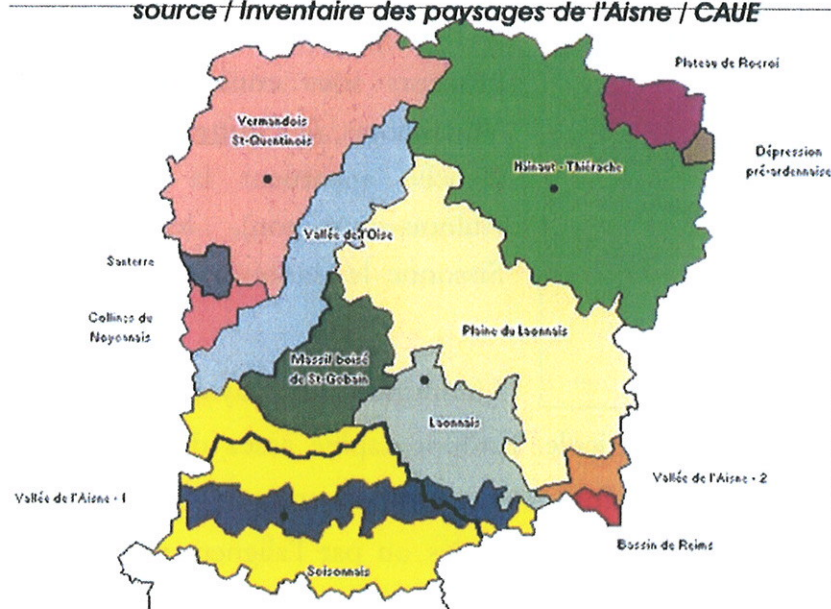 source / Inventaire des paysages de l'Aisne / CAUE
Plateau de Rocroi
Vermandois
St-Quentinois
Dépression
pré-ardennaise
Hainaut - Thiérache
Vallée de l'Oise
Santerre
Collines du
Noyonnais
Plaine du Laonnais
Massif boisé
de St-Gobain
Laonnais
Vallée de l'Aisne - 2
Vallée de l'Aisne - 1
Bassin de Reims
Soissonnais